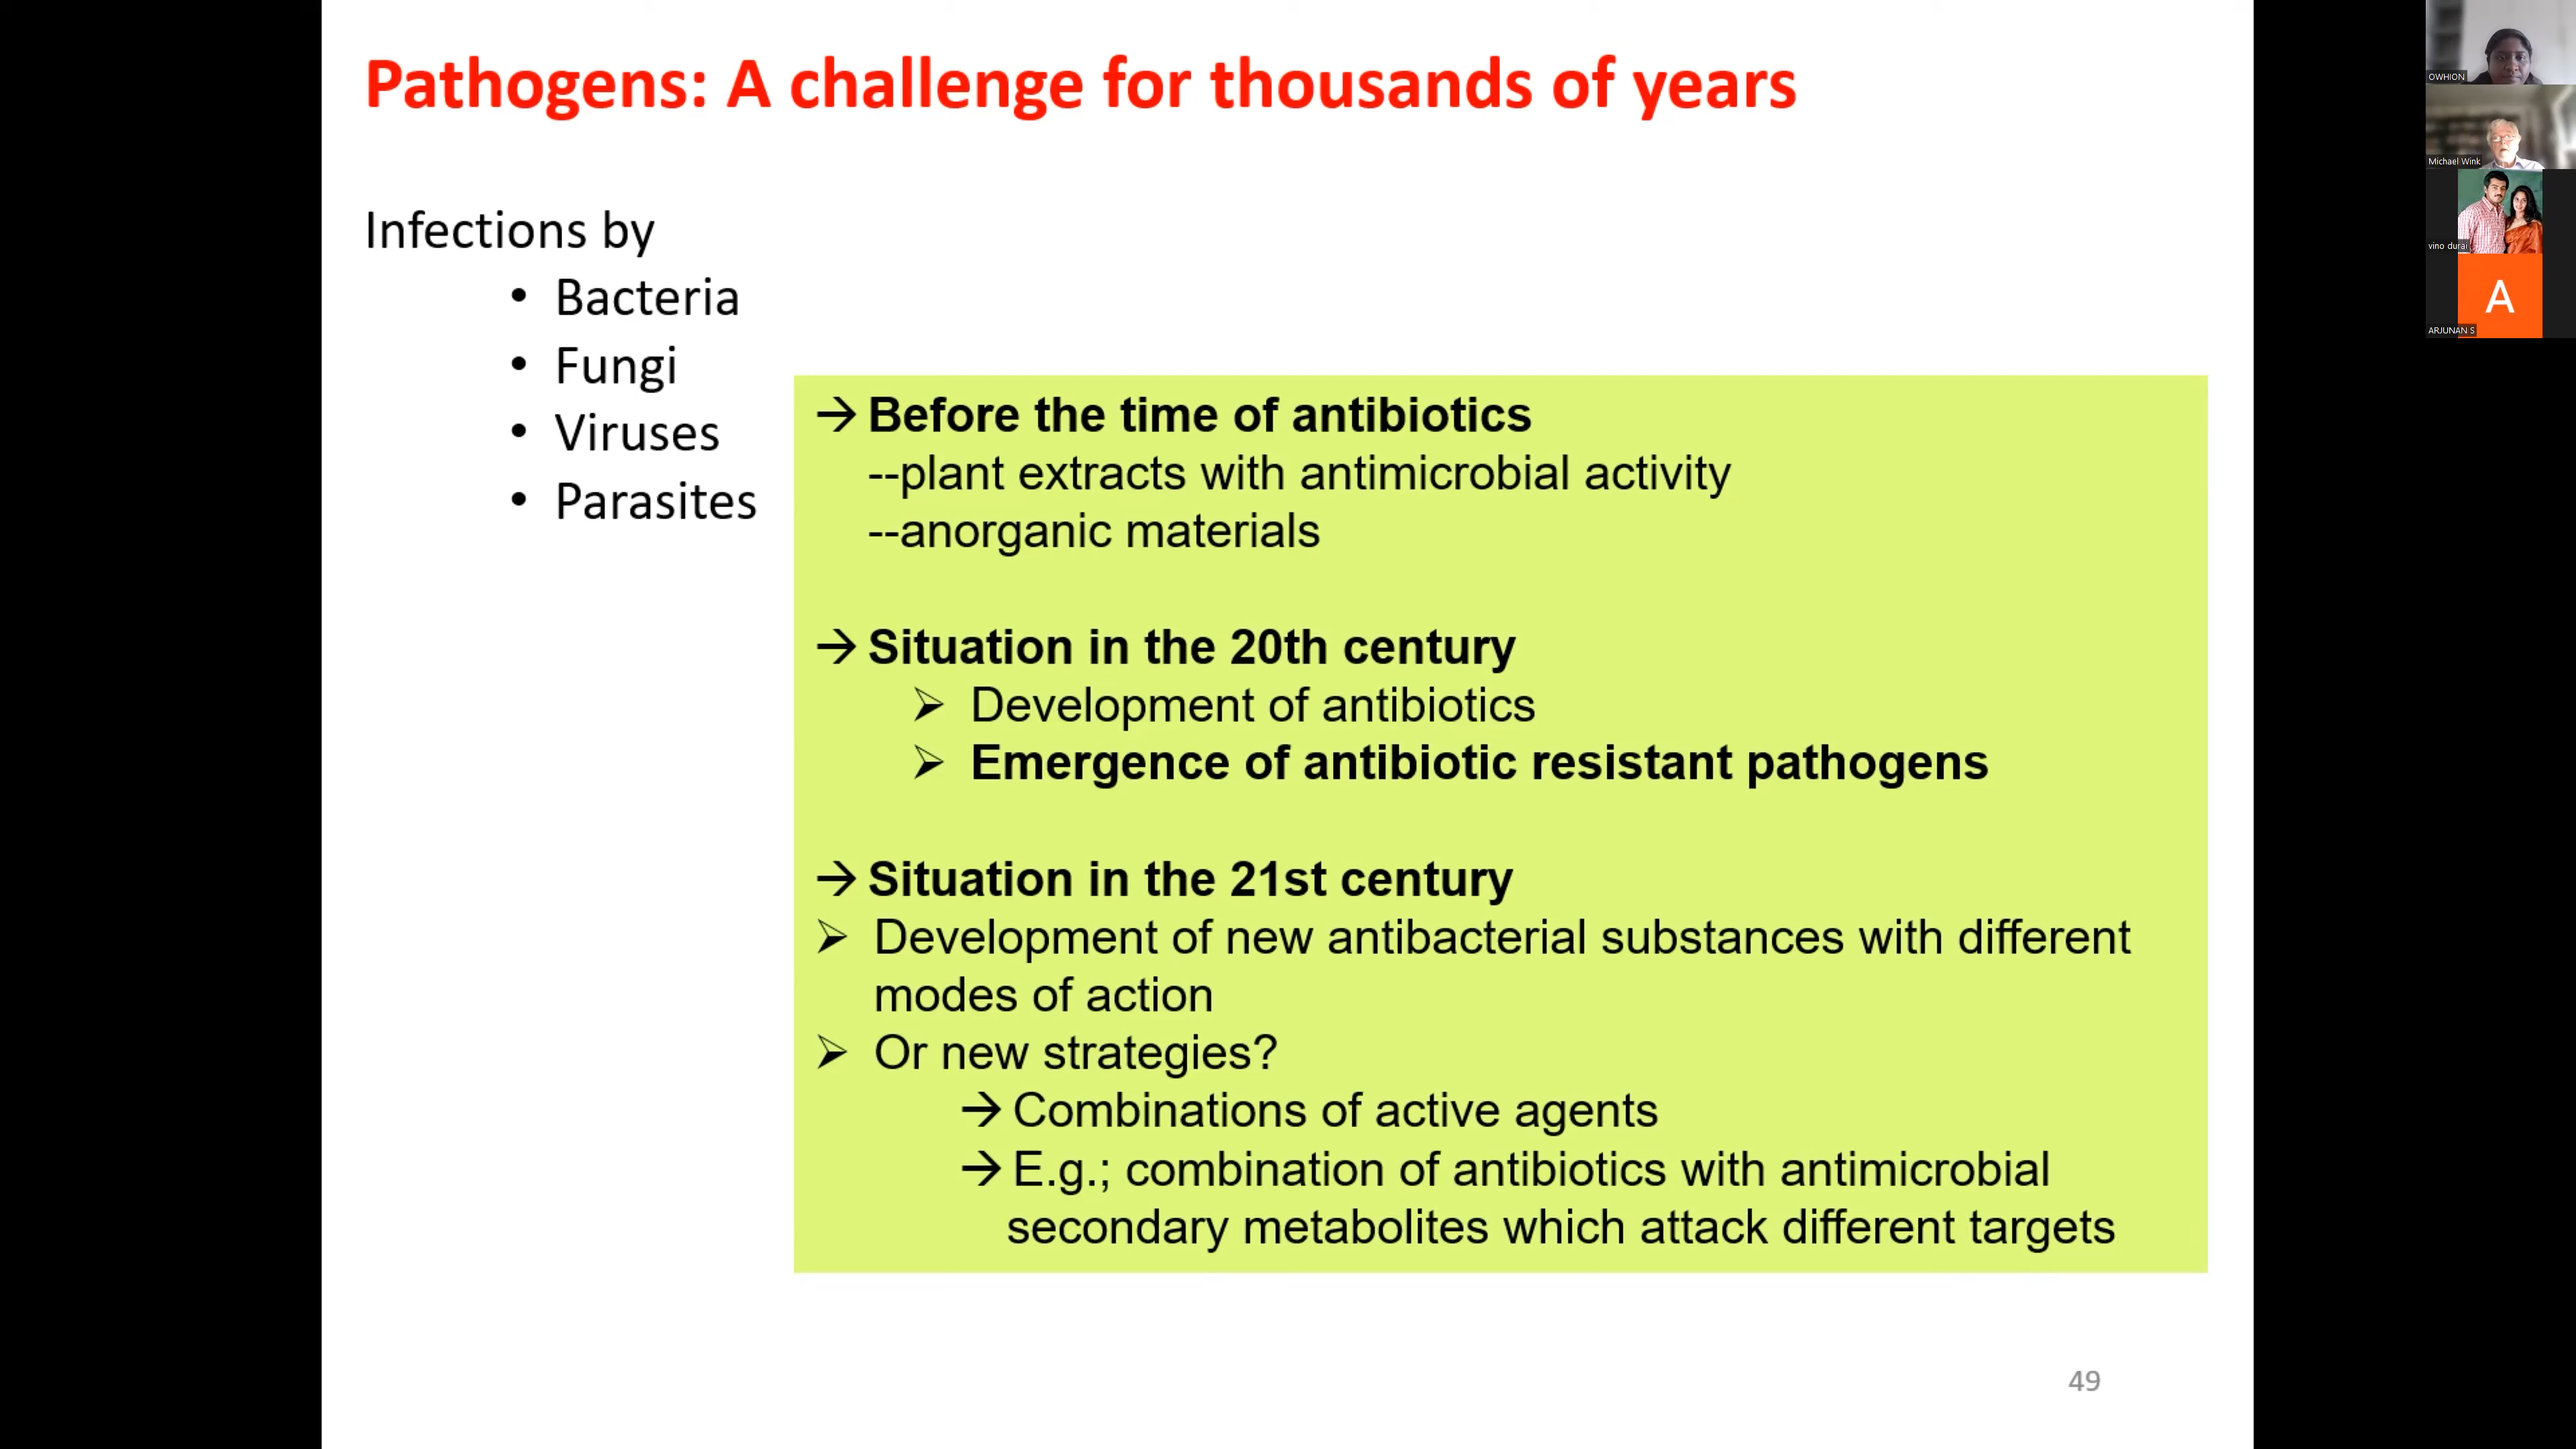 Pathogens: A challenge for thousands of years
Infections by
• Bacteria
• Fungi
• Viruses
• Parasites
→ Before the time of antibiotics
--plant extracts with antimicrobial activity
--anorganic materials
→ Situation in the 20th century
➢ Development of antibiotics
➢ Emergence of antibiotic resistant pathogens
→ Situation in the 21st century
➢ Development of new antibacterial substances with different
modes of action
➢ Or new strategies?
→ Combinations of active agents
→ E.g.; combination of antibiotics with antimicrobial
secondary metabolites which attack different targets
49
OWHION
Michael Wink
vino durai
A
ARJUNAN S